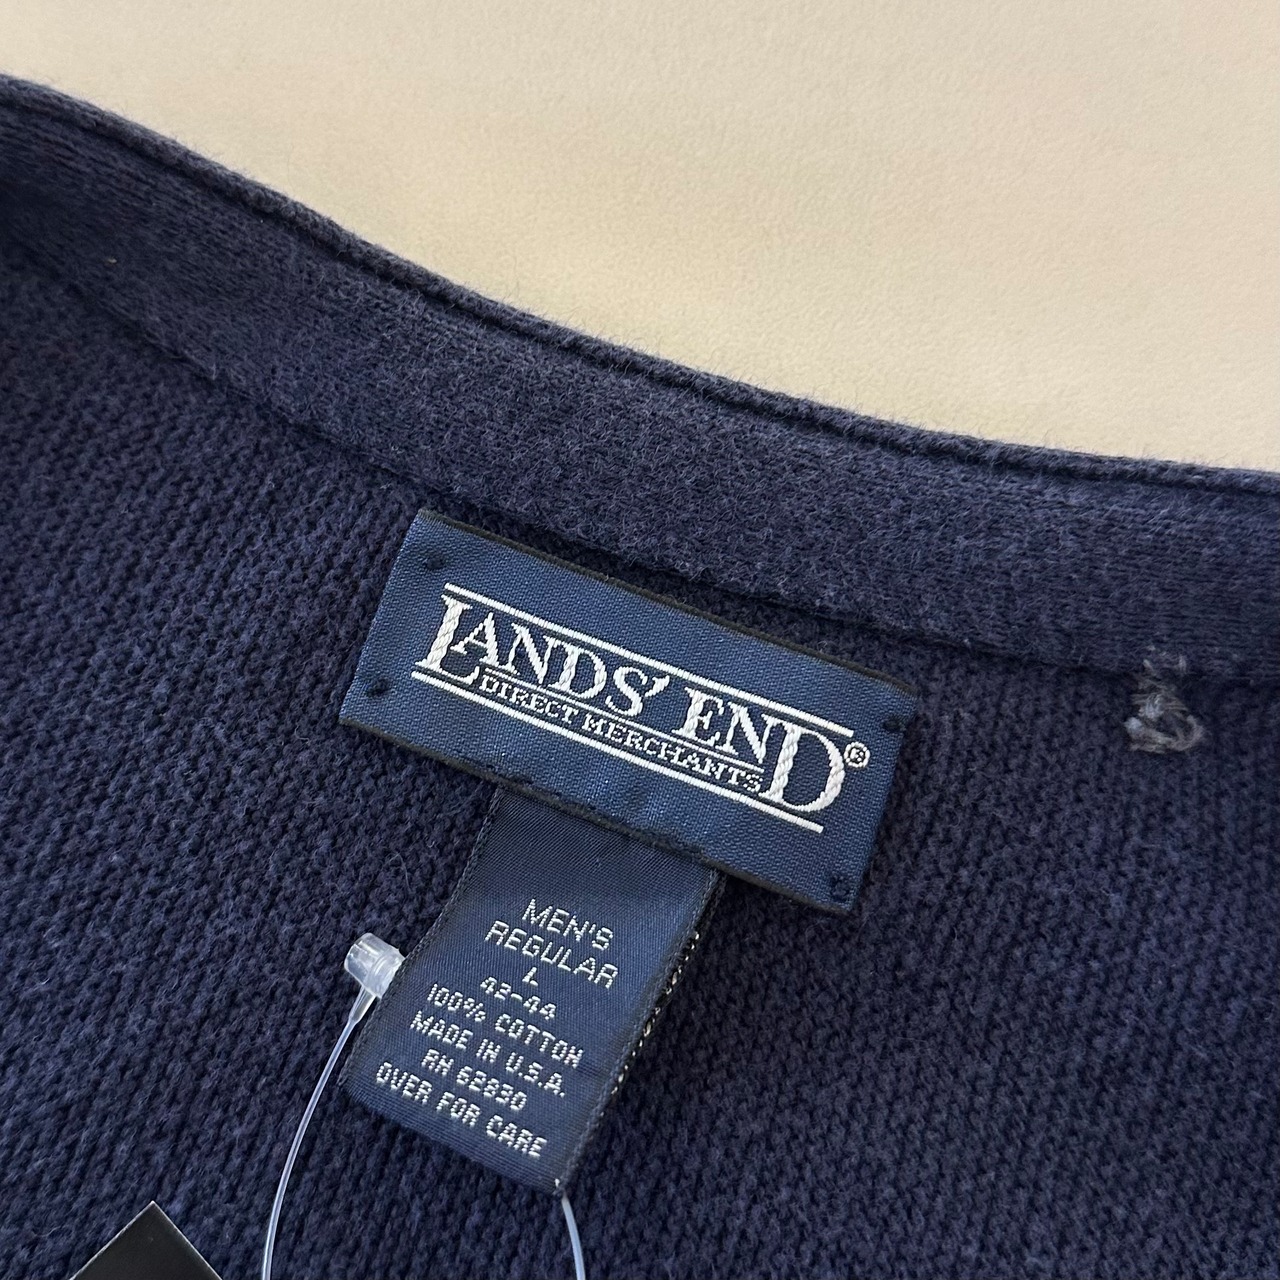 LANDS' END®
DIRECT MERCHANTS
MEN'S
REGULAR
L
42-44
100% COTTON
MADE IN U.S.A.
RN 62830
OVER FOR CARE